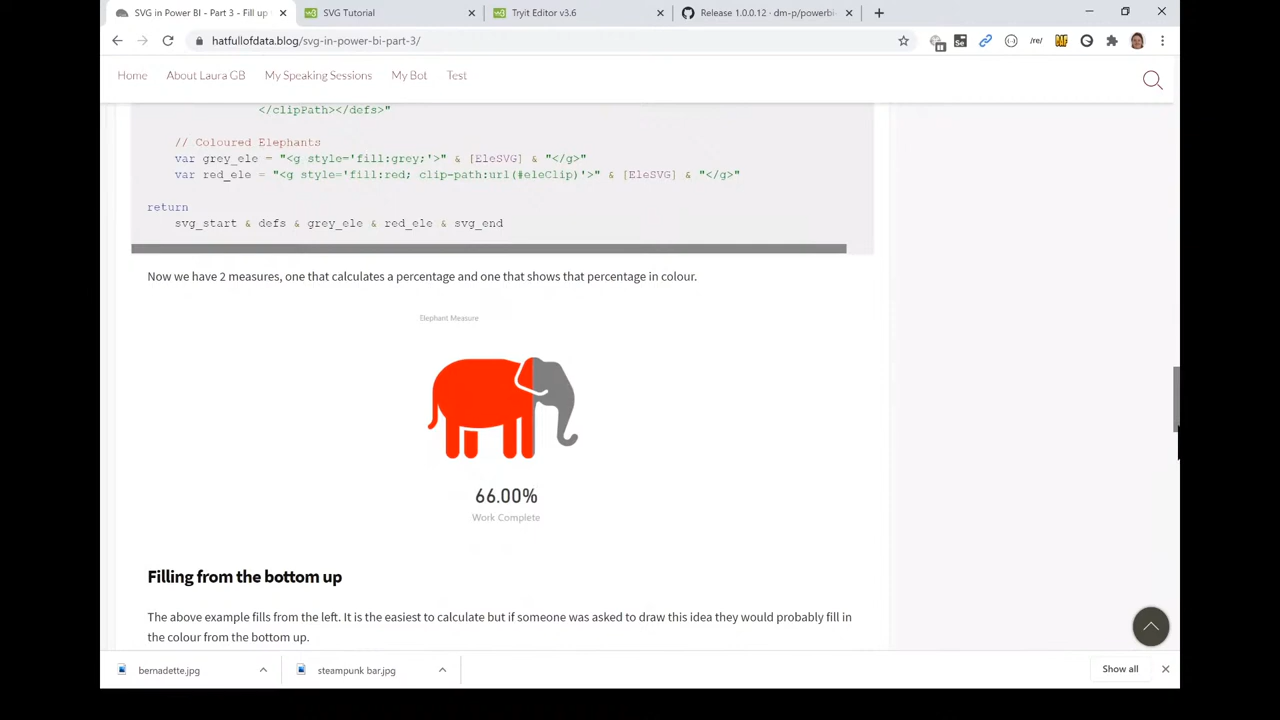 SVG in Power BI - Part 3 - Fill up
SVG Tutorial
Tryit Editor v3.6
Release 1.0.0.12 · dm-p/powerbi-
hatfullofdata.blog/svg-in-power-bi-part-3/
Home About Laura GB My Speaking Sessions My Bot Test
</clipPath></defs>"
// Coloured Elephants
var grey_ele = "<g style='fill:grey;'>" & [EleSVG] & "</g>"
var red_ele = "<g style='fill:red; clip-path:url(#eleClip)'>" & [EleSVG] & "</g>"
return
svg_start & defs & grey_ele & red_ele & svg_end
Now we have 2 measures, one that calculates a percentage and one that shows that percentage in colour.
Elephant Measure
66.00%
Work Complete
Filling from the bottom up
The above example fills from the left. It is the easiest to calculate but if someone was asked to draw this idea they would probably fill in
the colour from the bottom up.
bernadette.jpg
steampunk bar.jpg
Show all